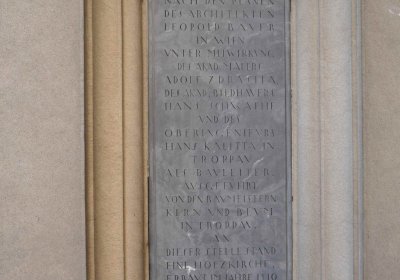 NACH DEN PLÄNEN
DES ARCHITEKTEN
LEOPOLD BAUER
IN WIEN
UNTER MITWIRKUNG
DES AKAD. MALERS
ADOLF ZDRAZILA
DES AKAD. BILDHAUERS
HANS SCHWATHE
UND DES
OBERINGENIEURS
HANS KALITTA IN
TROPPAU
ALS BAULEITER,
AUSGEFÜHRT
VON DEN BAUMEISTERN
KERN UND BLUM
IN TROPPAU.
AN
DIESER STELLE STAND
EINE HOLZKIRCHE,
ERBAUT IM JAHRE